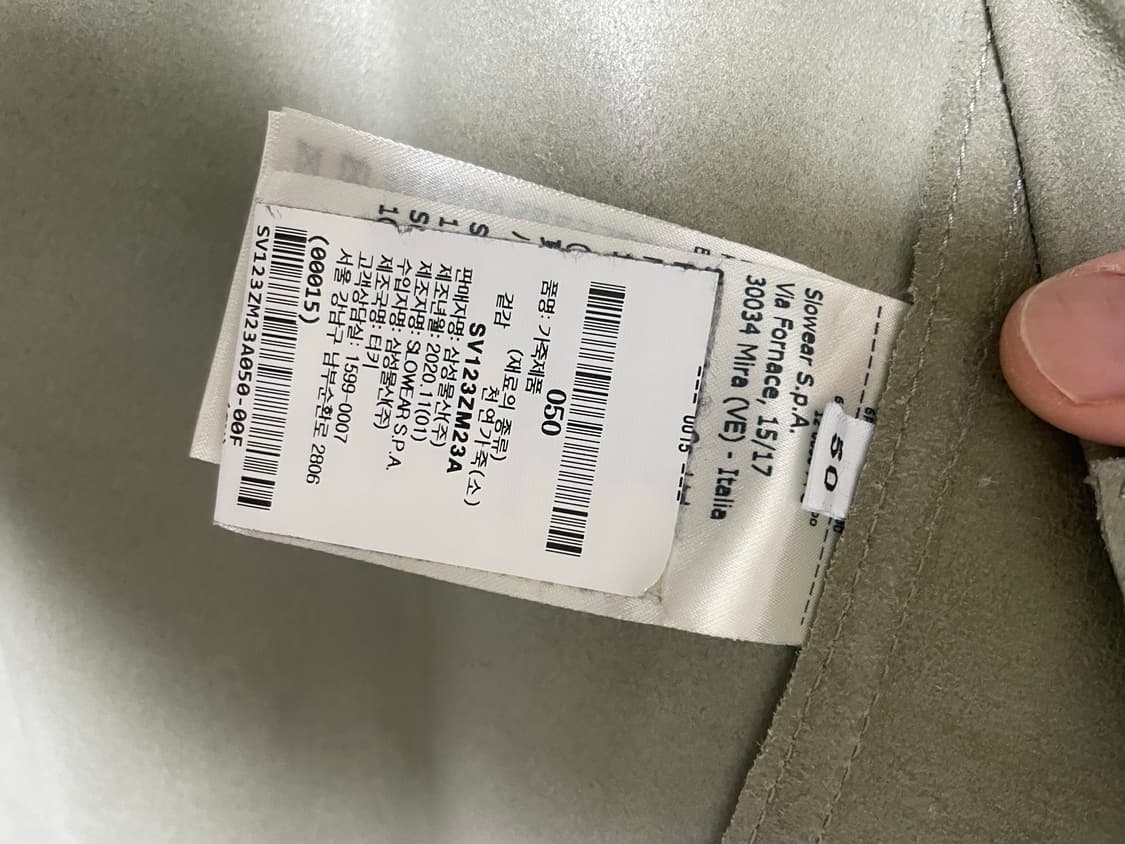 50
Slowear S.p.A.
Via Fornace, 15/17
30034 Mira (VE) - Italia
품명: 가죽제품
050
겉감
(재료의 종류)
천연가죽(소)
SV123ZM23A
판매자명: 삼성물산(주)
제조년월: 2020.11(01)
제조자명: SLOWEAR S.P.A.
수입자명: 삼성물산(주)
제조국명: 터키
고객상담실: 1599-0007
서울 강남구 남부순환로 2806
(00015)
SV123ZM23A050-00F